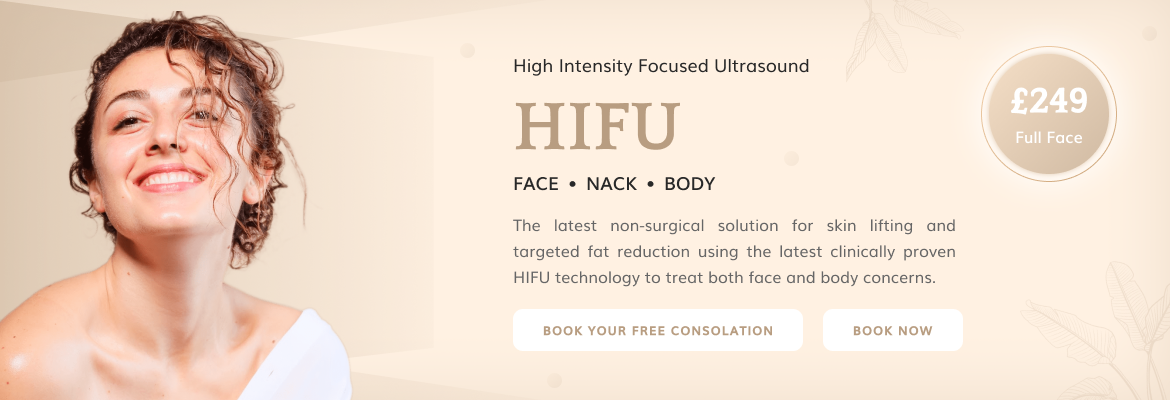 High Intensity Focused Ultrasound
HIFU
FACE • NACK • BODY
The latest non-surgical solution for skin lifting and
targeted fat reduction using the latest clinically proven
HIFU technology to treat both face and body concerns.
BOOK YOUR FREE CONSOLATION
BOOK NOW
£249
Full Face